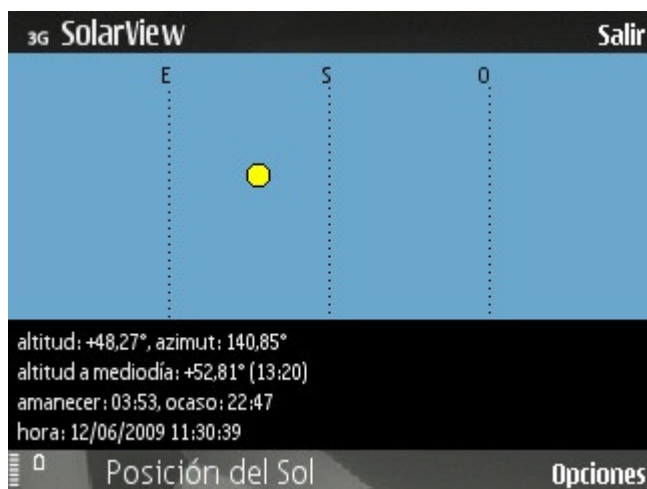 3G SolarView Salir
E S O
altitud: +48,27°, azimut: 140,85°
altitud a mediodía: +52,81° (13:20)
amanecer: 03:53, ocaso: 22:47
hora: 12/06/2009 11:30:39
Posición del Sol Opciones